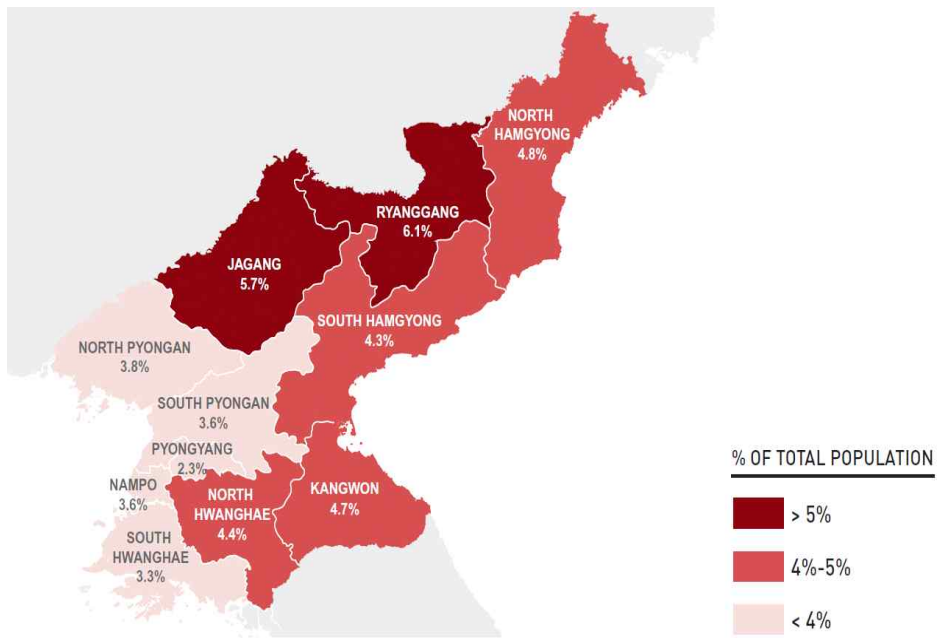 NORTH
HAMGYONG
4.8%
RYANGGANG
6.1%
JAGANG
5.7%
SOUTH HAMGYONG
4.3%
NORTH PYONGAN
3.8%
SOUTH PYONGAN
3.6%
PYONGYANG
2.3%
NAMPO
3.6%
NORTH
HWANGHAE
4.4%
KANGWON
4.7%
SOUTH
HWANGHAE
3.3%
% OF TOTAL POPULATION
> 5%
4%-5%
< 4%